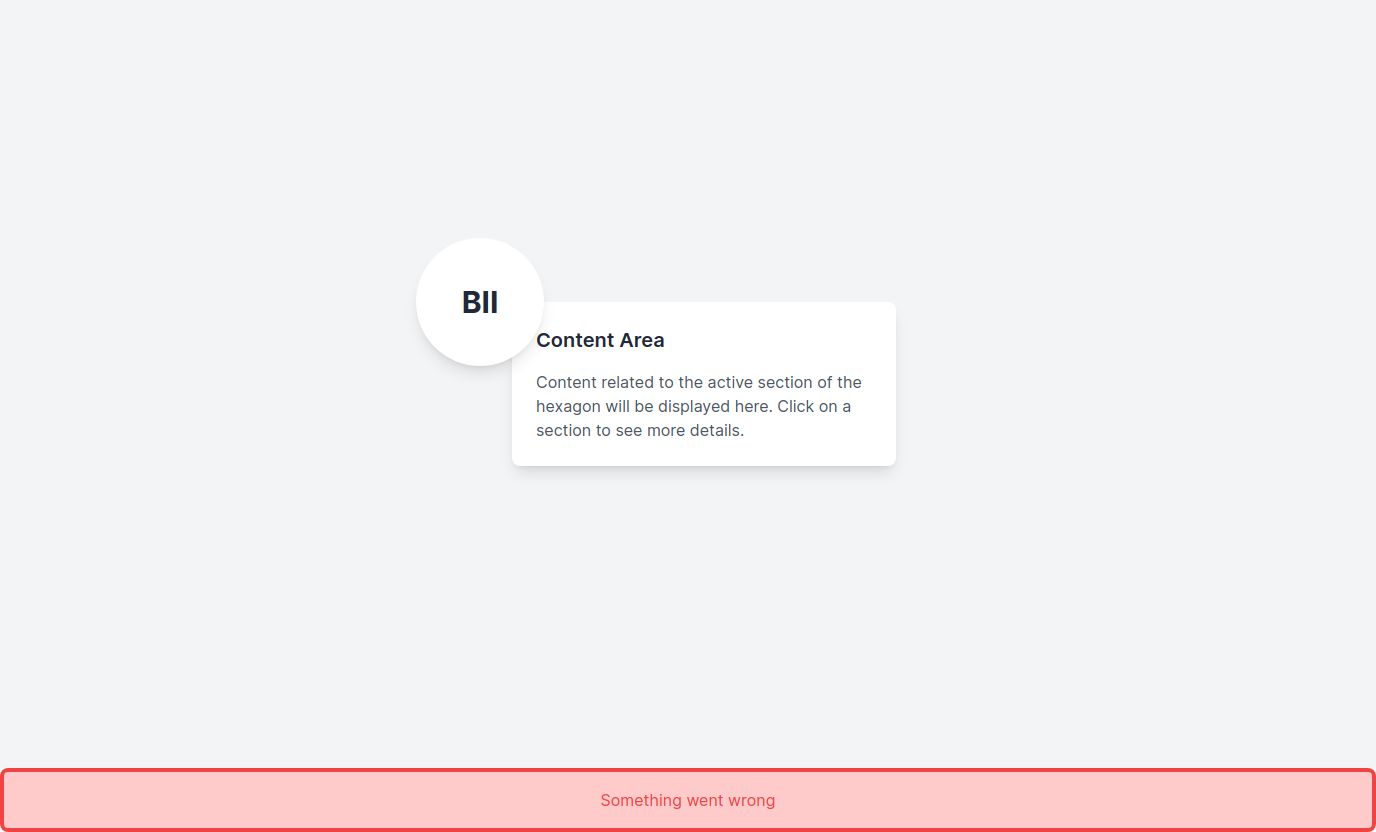 BII
Content Area
Content related to the active section of the
hexagon will be displayed here. Click on a
section to see more details.
Something went wrong